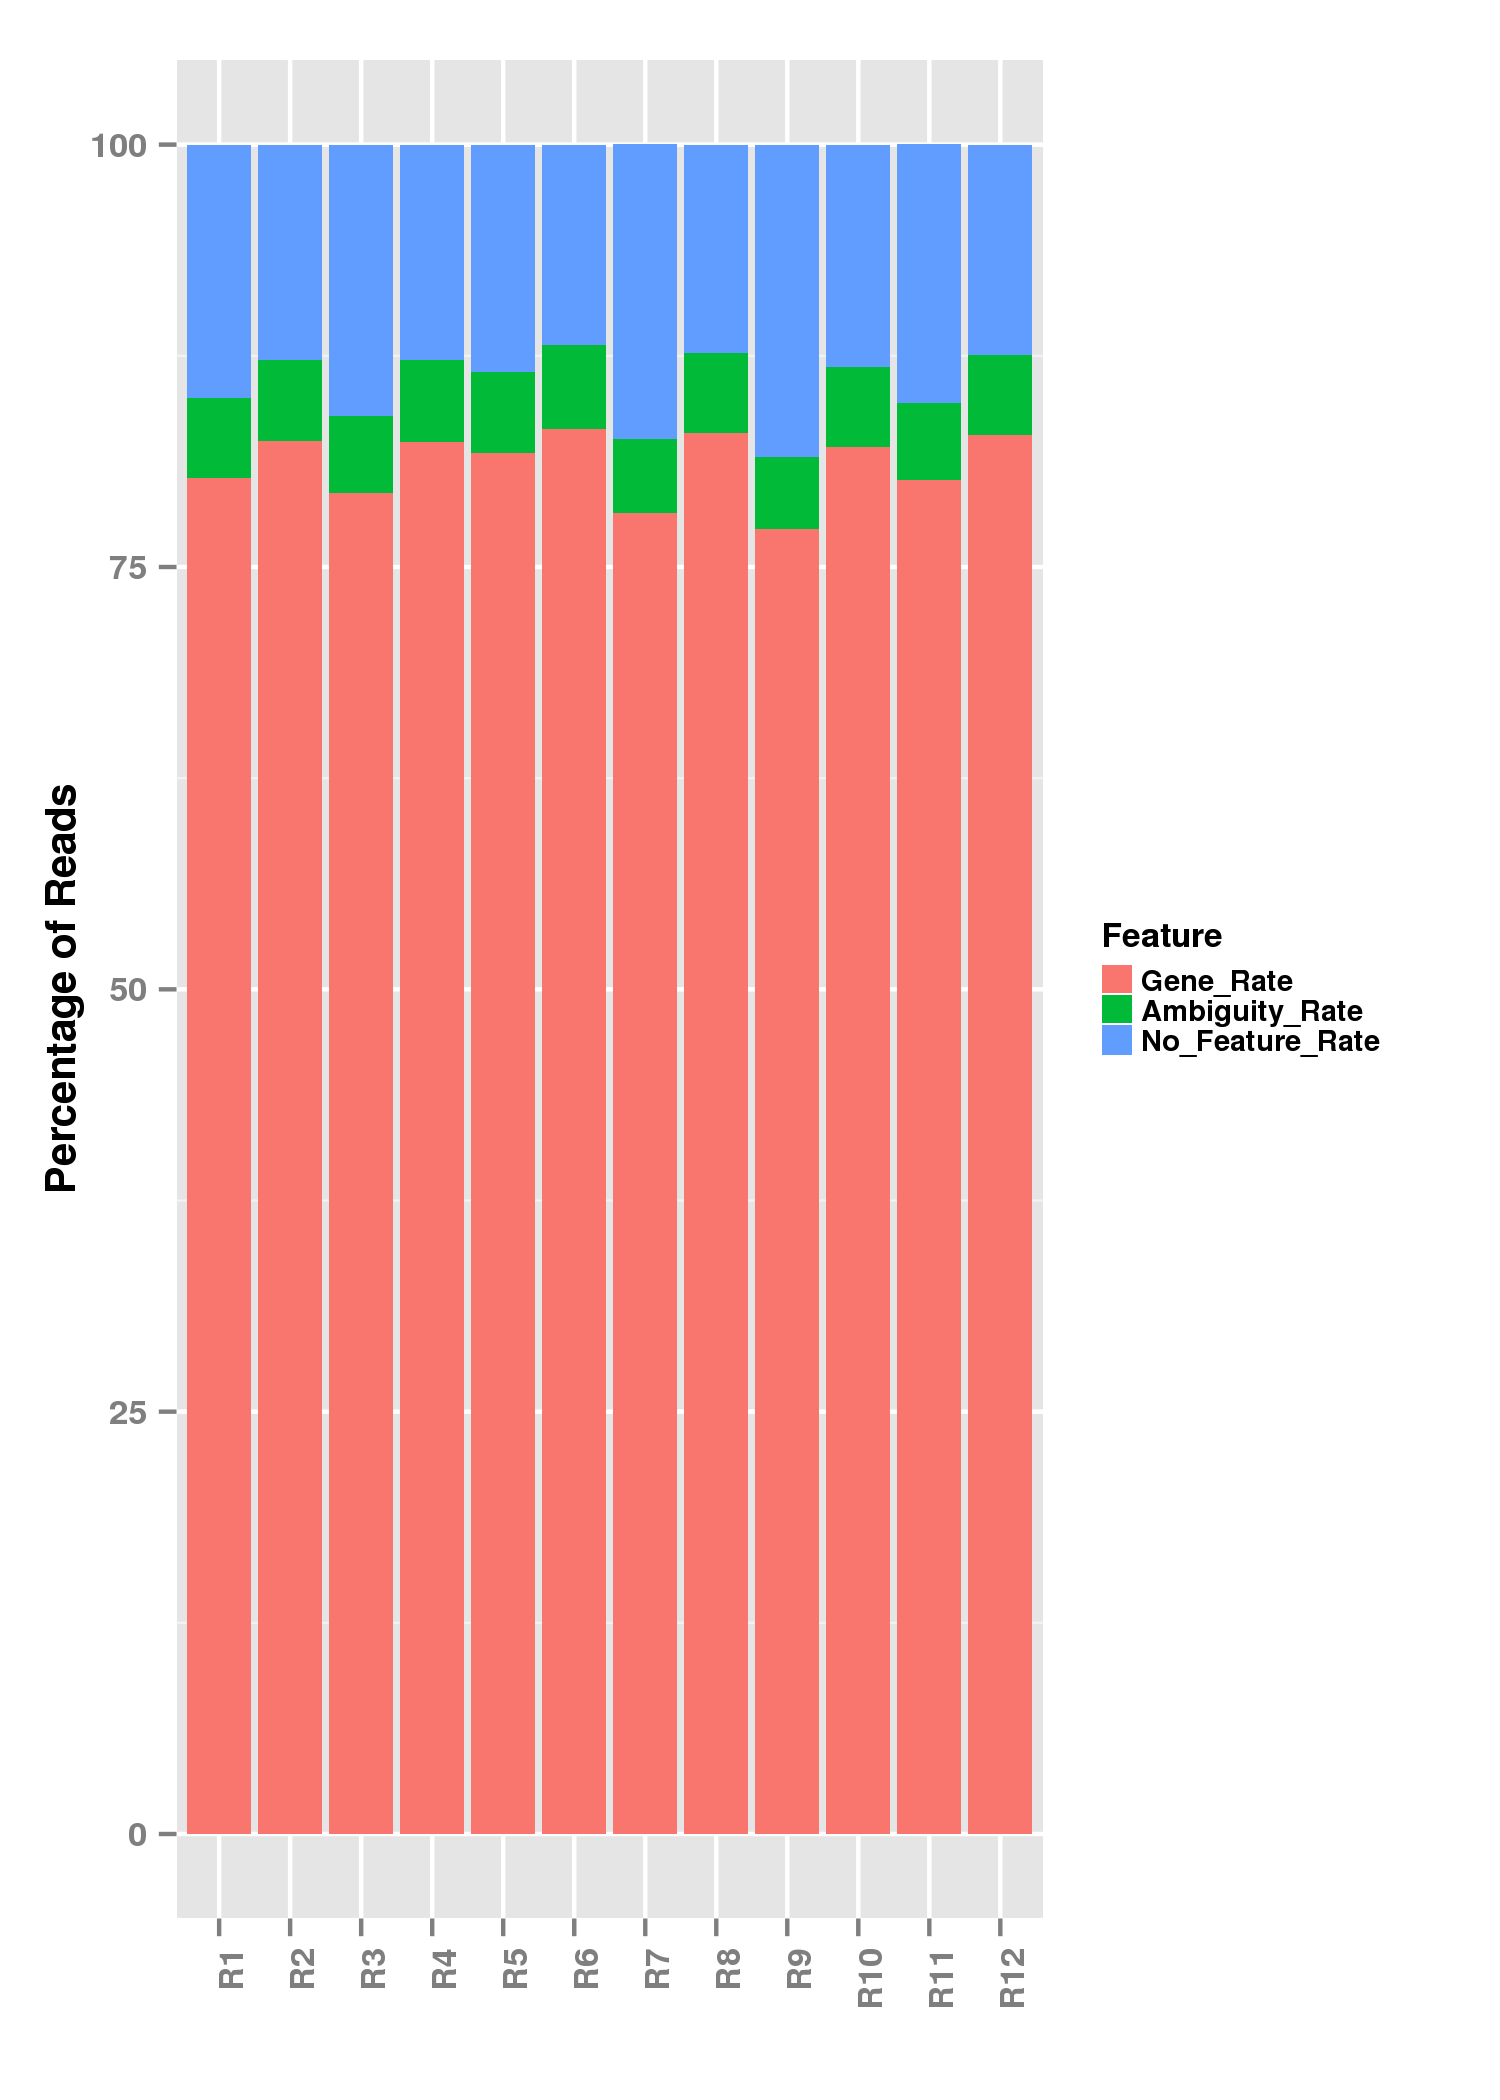 100
75
50
25
0
Percentage of Reads
R1
R2
R3
R4
R5
R6
R7
R8
R9
R10
R11
R12
Feature
Gene_Rate
Ambiguity_Rate
No_Feature_Rate